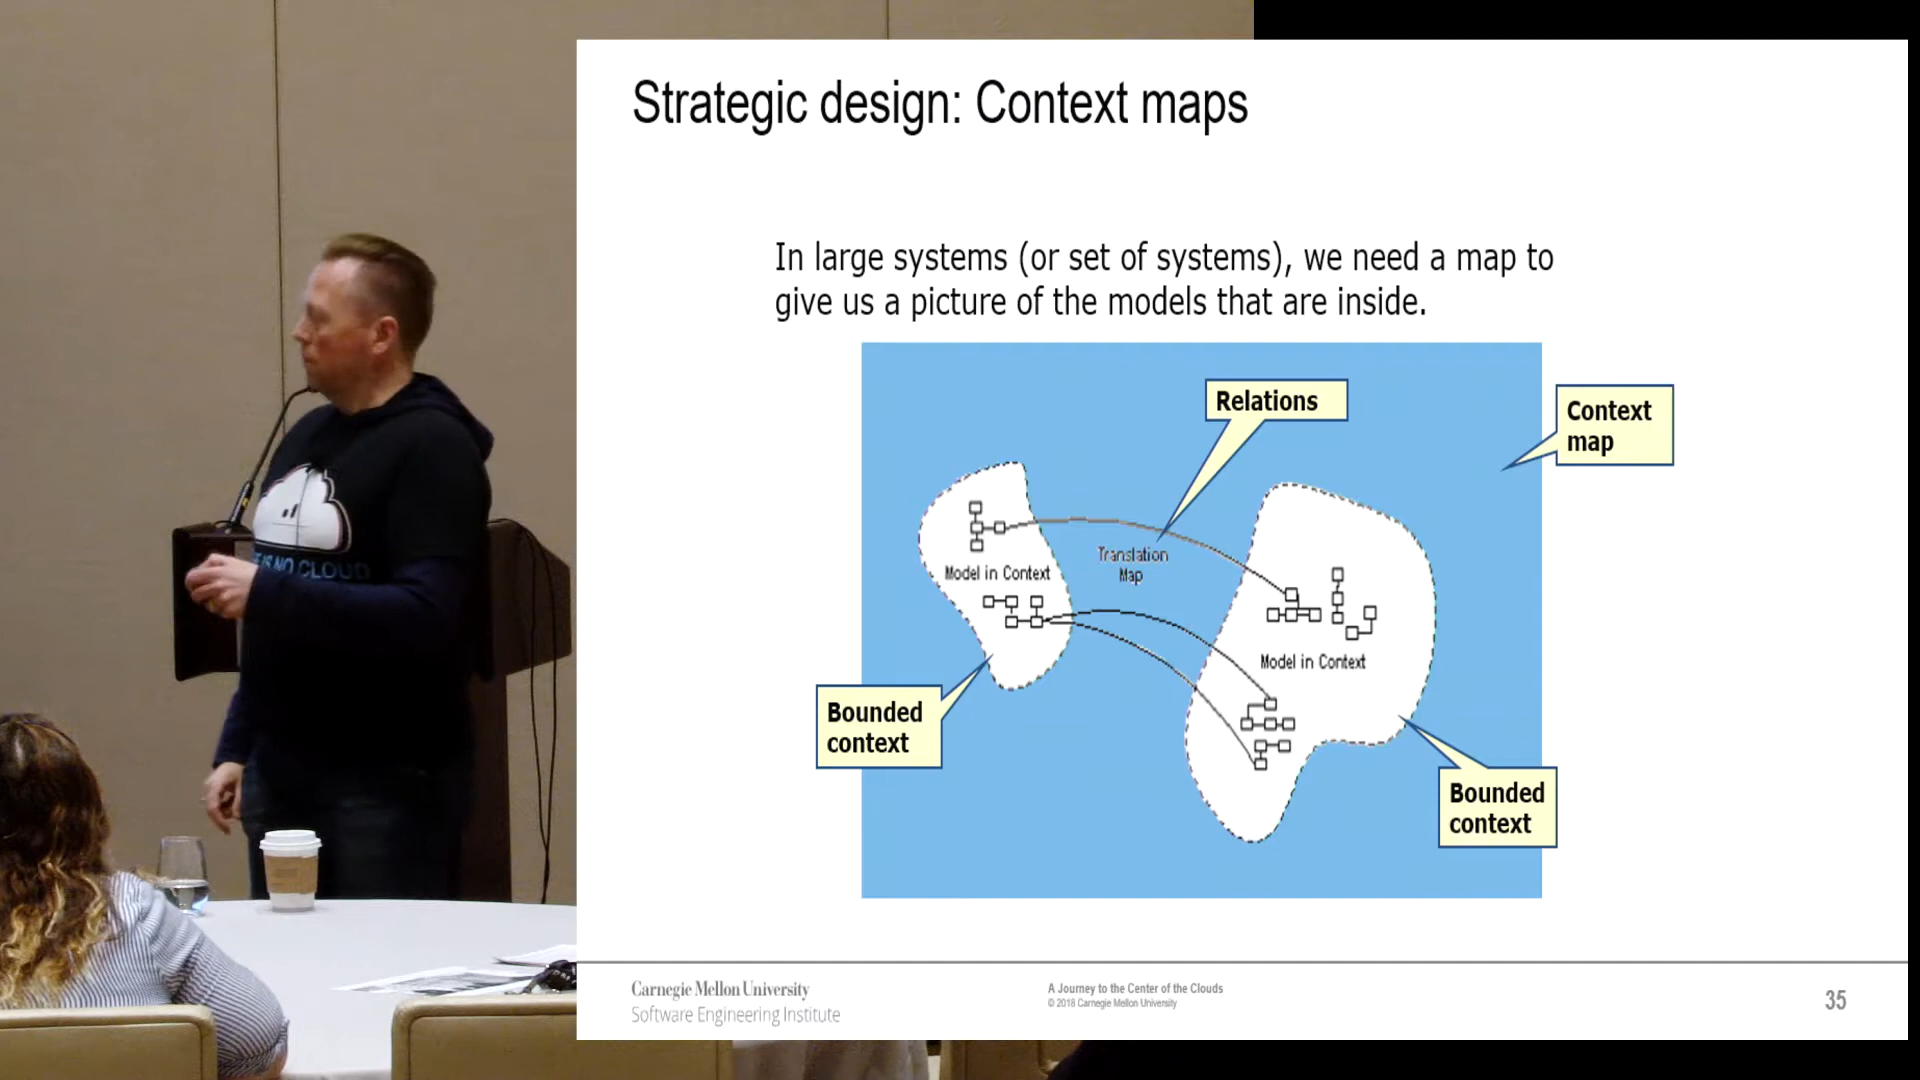 Strategic design: Context maps
In large systems (or set of systems), we need a map to
give us a picture of the models that are inside.
Relations
Context
map
Translation
Map
Model in Context
Model in Context
Bounded
context
Bounded
context
IS NO CLOUD
Carnegie Mellon University
Software Engineering Institute
A Journey to the Center of the Clouds
© 2018 Carnegie Mellon University
35